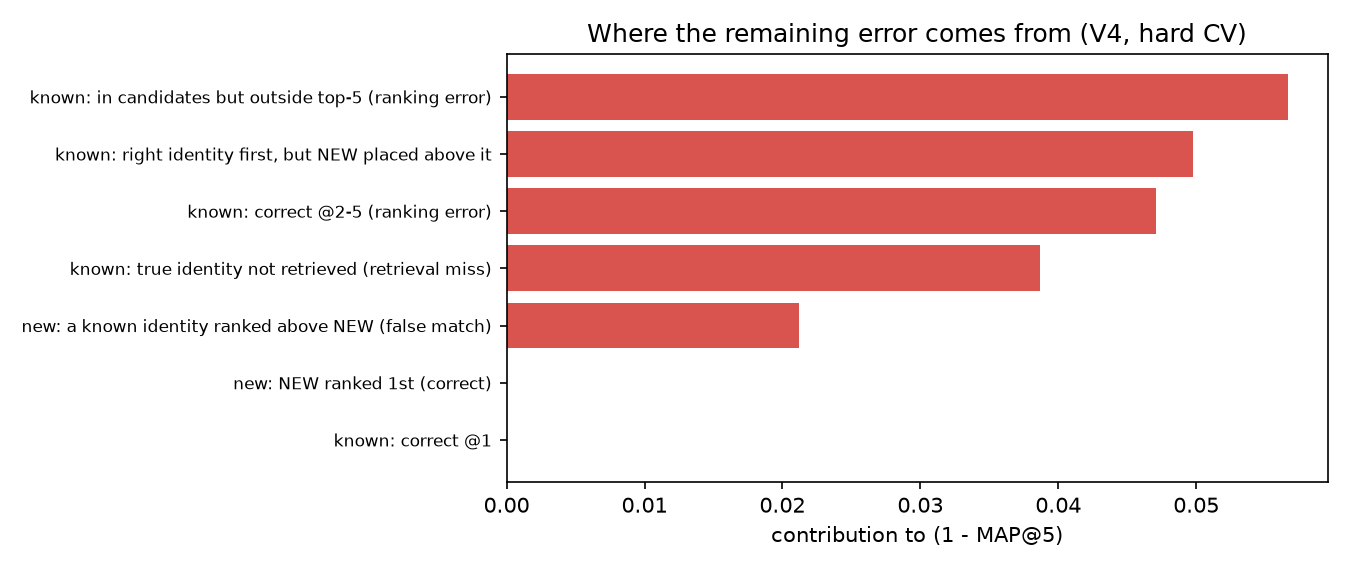 Where the remaining error comes from (V4, hard CV)
known: in candidates but outside top-5 (ranking error)
known: right identity first, but NEW placed above it
known: correct @2-5 (ranking error)
known: true identity not retrieved (retrieval miss)
new: a known identity ranked above NEW (false match)
new: NEW ranked 1st (correct)
known: correct @1
0.00 0.01 0.02 0.03 0.04 0.05
contribution to (1 - MAP@5)